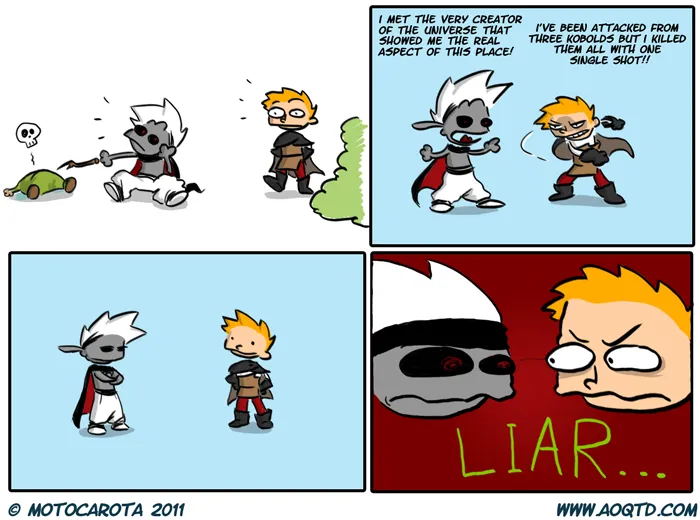 I MET THE VERY CREATOR
OF THE UNIVERSE THAT
SHOWED ME THE REAL
ASPECT OF THIS PLACE!
I'VE BEEN ATTACKED FROM
THREE KOBOLDS BUT I KILLED
THEM ALL WITH ONE
SINGLE SHOT!!
LIAR...
© MOTOCAROTA 2011
WWW.AOQTD.COM